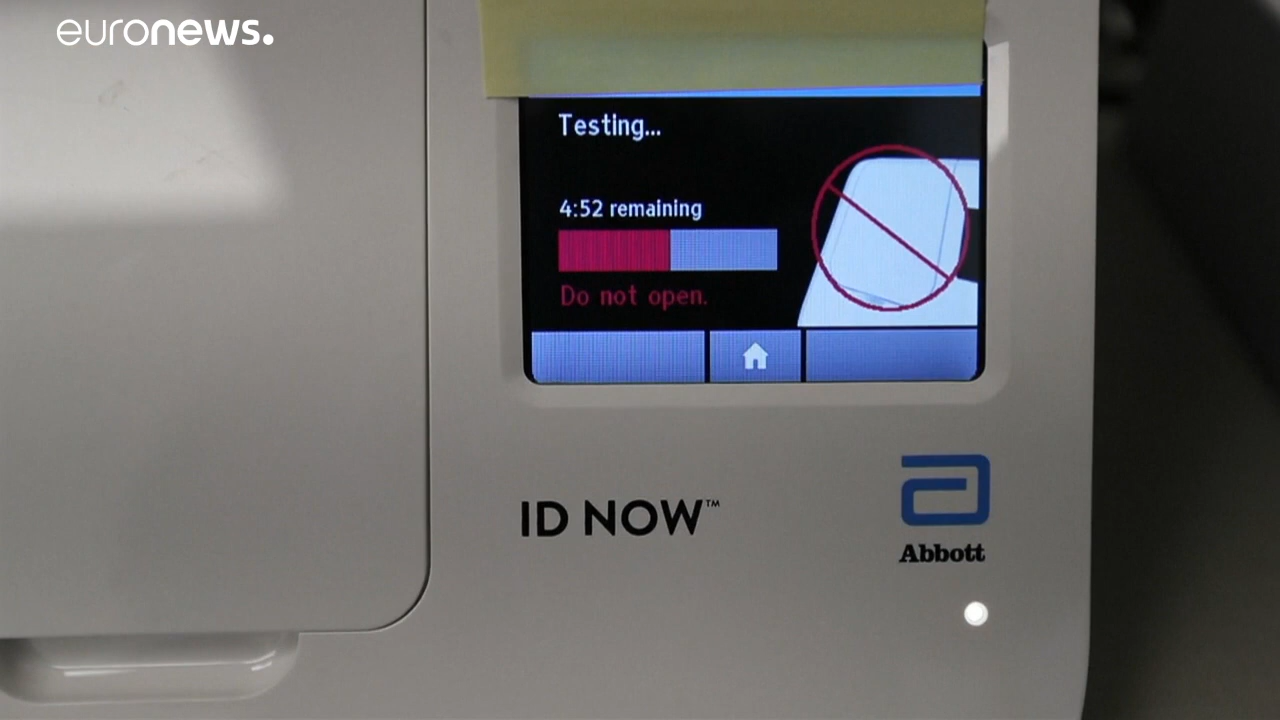 euronews.
Testing...
4:52 remaining
Do not open.
ID NOW™
Abbott